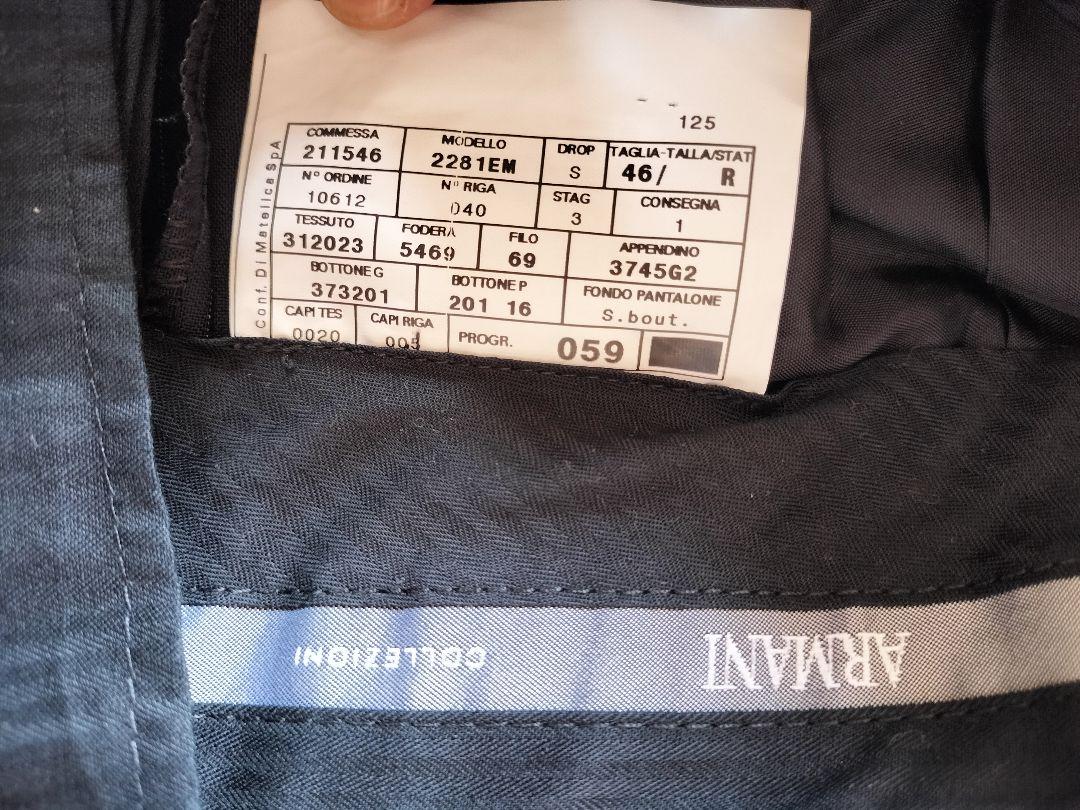 125
COMMESSA MODELLO DROP TAGLIA-TALLA/STAT
211546 2281EM S 46/ R
N° ORDINE N° RIGA STAG CONSEGNA
10612 040 3 1
TESSUTO FODERA FILO APPENDINO
312023 5469 69 3745G2
BOTTONE G BOTTONE P FONDO PANTALONE
373201 201 16 S.bout.
CAPI TES CAPI RIGA PROGR. 059
0020 005
Conf. Di Matelica SpA
ARMANI COLLEZIONI